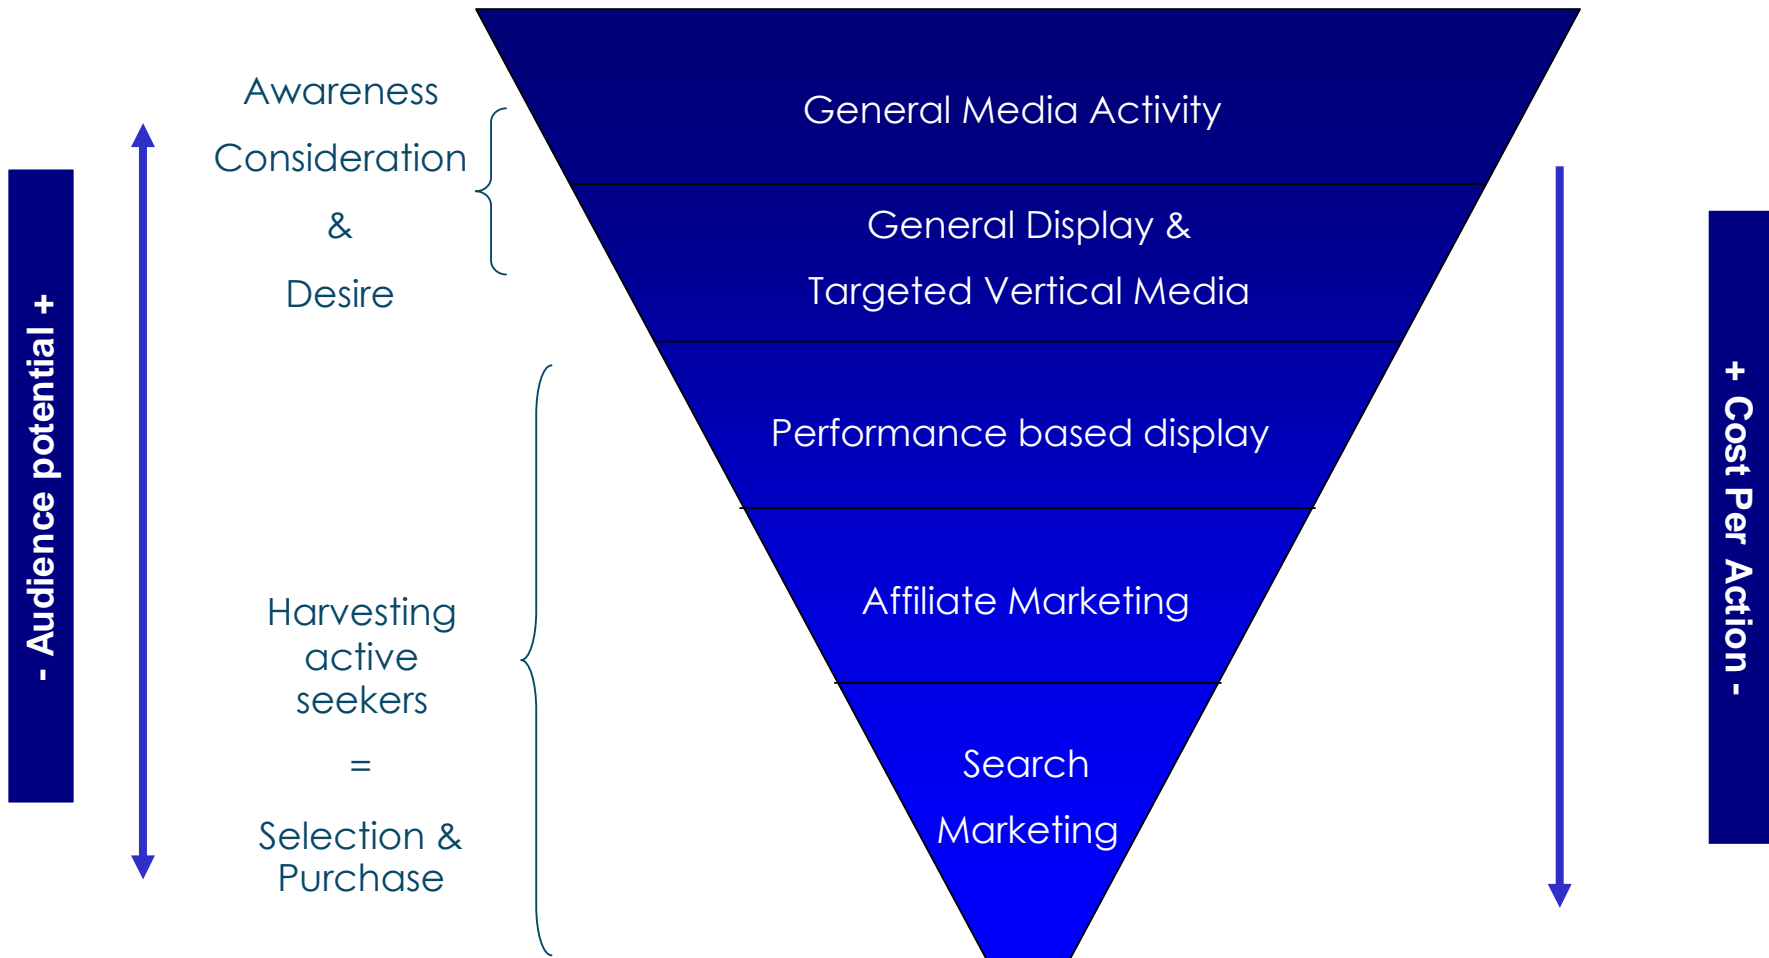 - Audience potential +
Awareness
Consideration
&
Desire
Harvesting
active
seekers
=
Selection &
Purchase
General Media Activity
General Display &
Targeted Vertical Media
Performance based display
Affiliate Marketing
Search
Marketing
+ Cost Per Action -